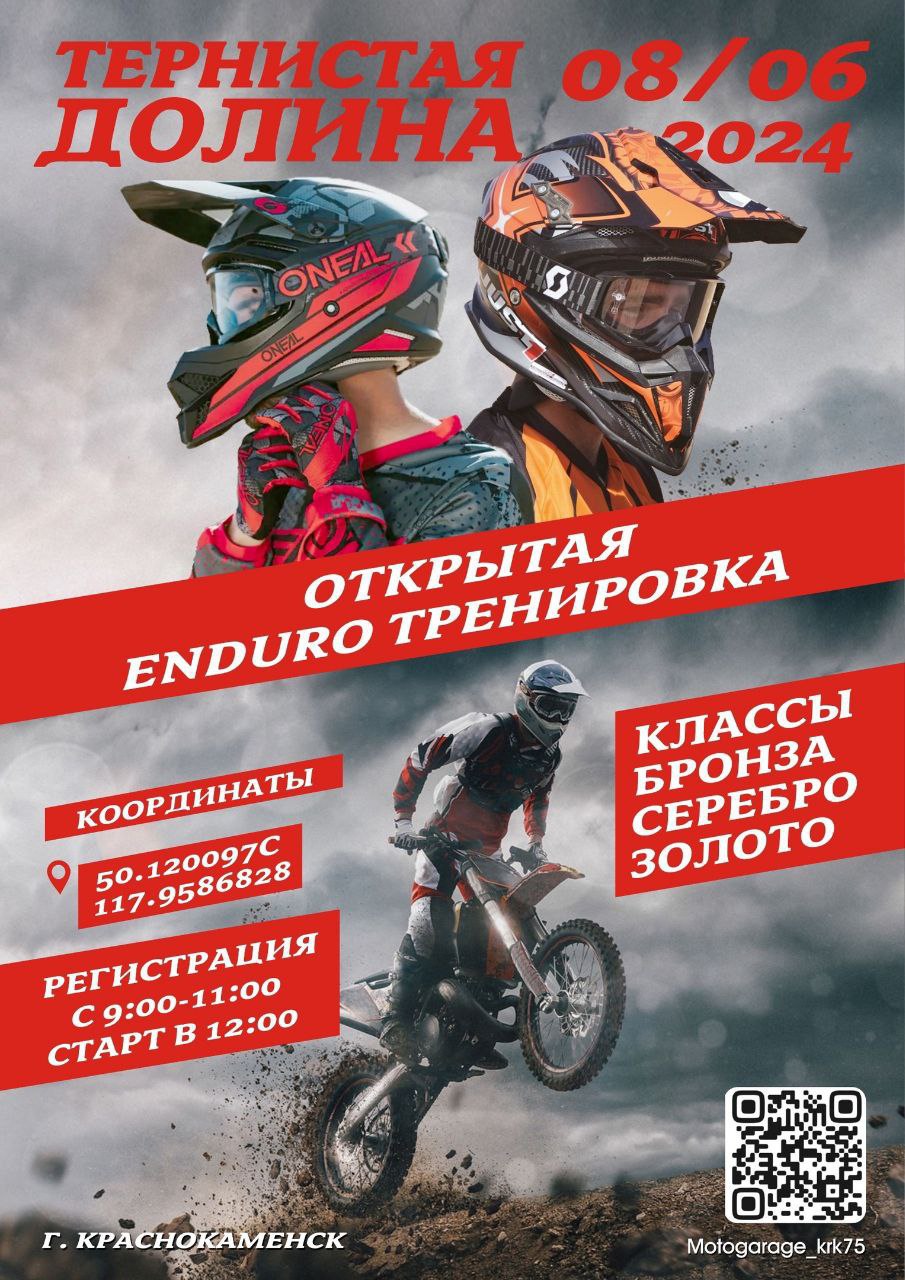 ТЕРНИСТАЯ
ДОЛИНА
08/06
2024
ONEAL
ONEAL
ОТКРЫТАЯ
ENDURO ТРЕНИРОВКА
КЛАССЫ
БРОНЗА
СЕРЕБРО
ЗОЛОТО
КООРДИНАТЫ
50.120097С
117.9586828
РЕГИСТРАЦИЯ
С 9:00-11:00
СТАРТ В 12:00
Г. КРАСНОКАМЕНСК
Motogarage_krk75